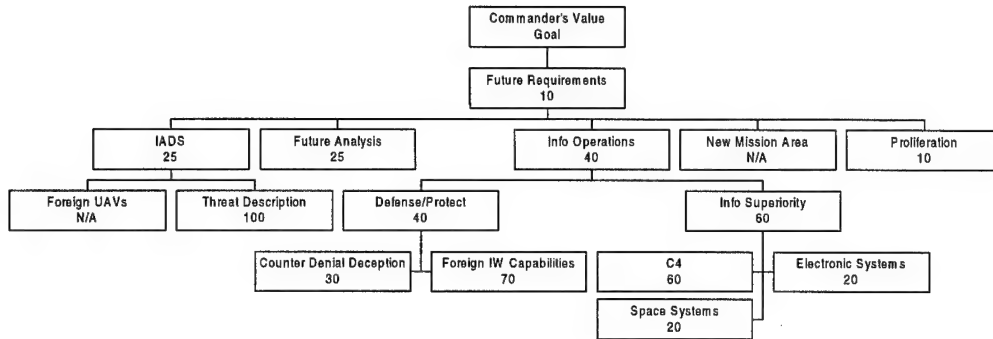 Commander's Value
Goal
Future Requirements
10
IADS
25
Future Analysis
25
Info Operations
40
New Mission Area
N/A
Proliferation
10
Foreign UAVs
N/A
Threat Description
100
Defense/Protect
40
Info Superiority
60
Counter Denial Deception
30
Foreign IW Capabilities
70
C4
60
Electronic Systems
20
Space Systems
20